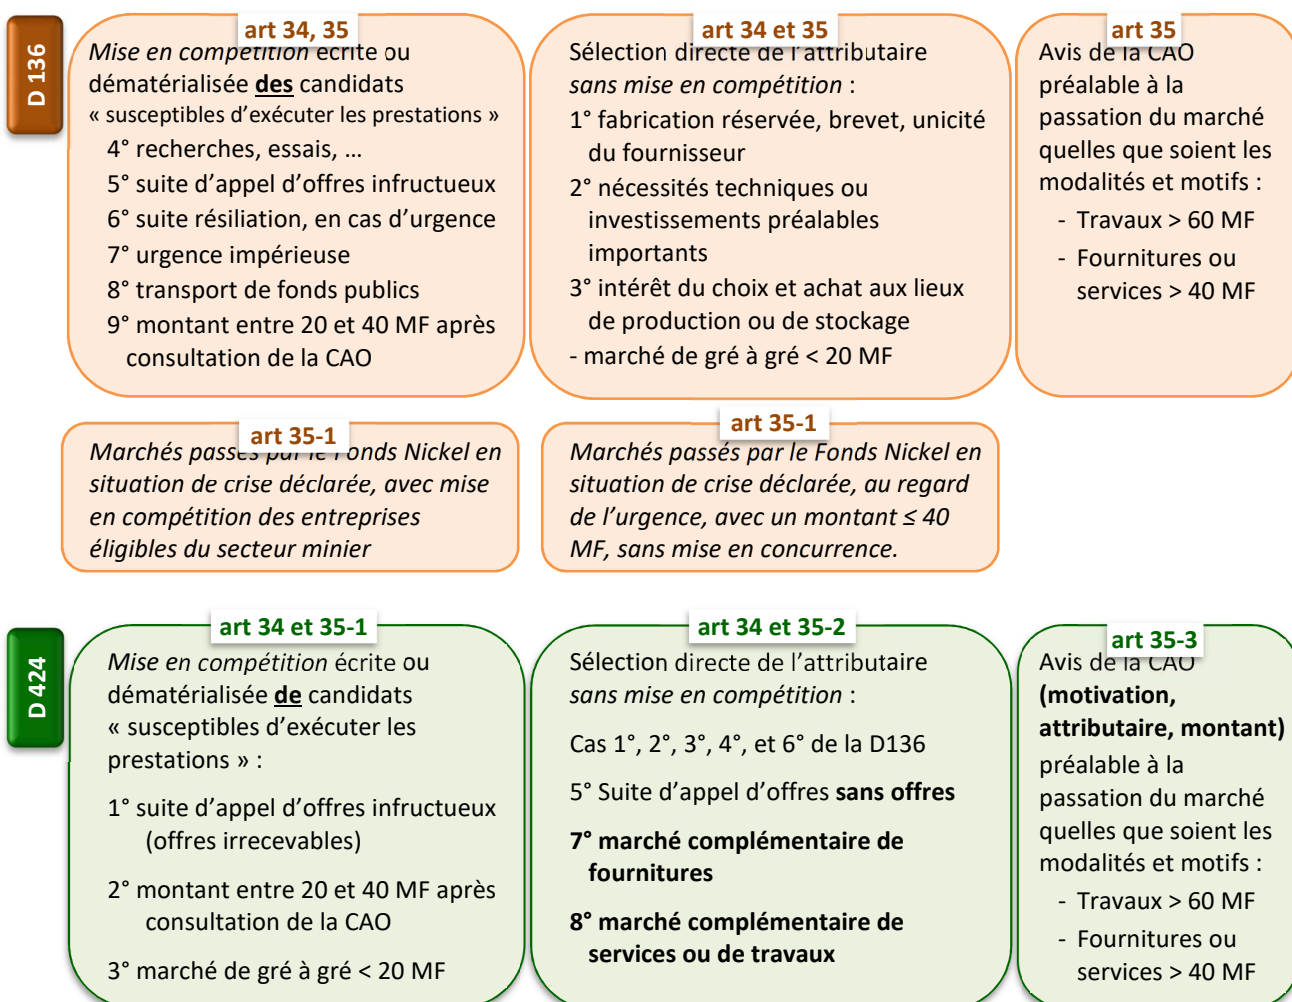 D 136
art 34, 35
Mise en compétition écrite ou
dématérialisée des candidats
« susceptibles d'exécuter les prestations »
4° recherches, essais, …
5° suite d'appel d'offres infructueux
6° suite résiliation, en cas d'urgence
7° urgence impérieuse
8° transport de fonds publics
9° montant entre 20 et 40 MF après
consultation de la CAO
art 34 et 35
Sélection directe de l'attributaire
sans mise en compétition :
1° fabrication réservée, brevet, unicité
du fournisseur
2° nécessités techniques ou
investissements préalables
importants
3° intérêt du choix et achat aux lieux
de production ou de stockage
- marché de gré à gré < 20 MF
art 35
Avis de la CAO
préalable à la
passation du marché
quelles que soient les
modalités et motifs :
- Travaux > 60 MF
- Fournitures ou
services > 40 MF
art 35-1
Marchés passés par le Fonds Nickel en
situation de crise déclarée, avec mise
en compétition des entreprises
éligibles du secteur minier
art 35-1
Marchés passés par le Fonds Nickel en
situation de crise déclarée, au regard
de l'urgence, avec un montant ≤ 40
MF, sans mise en concurrence.
D 424
art 34 et 35-1
Mise en compétition écrite ou
dématérialisée de candidats
« susceptibles d'exécuter les
prestations » :
1° suite d'appel d'offres infructueux
(offres irrecevables)
2° montant entre 20 et 40 MF après
consultation de la CAO
3° marché de gré à gré < 20 MF
art 34 et 35-2
Sélection directe de l'attributaire
sans mise en compétition :
Cas 1°, 2°, 3°, 4°, et 6° de la D136
5° Suite d'appel d'offres sans offres
7° marché complémentaire de
fournitures
8° marché complémentaire de
services ou de travaux
art 35-3
Avis de la CAO
(motivation,
attributaire, montant)
préalable à la
passation du marché
quelles que soient les
modalités et motifs :
- Travaux > 60 MF
- Fournitures ou
services > 40 MF